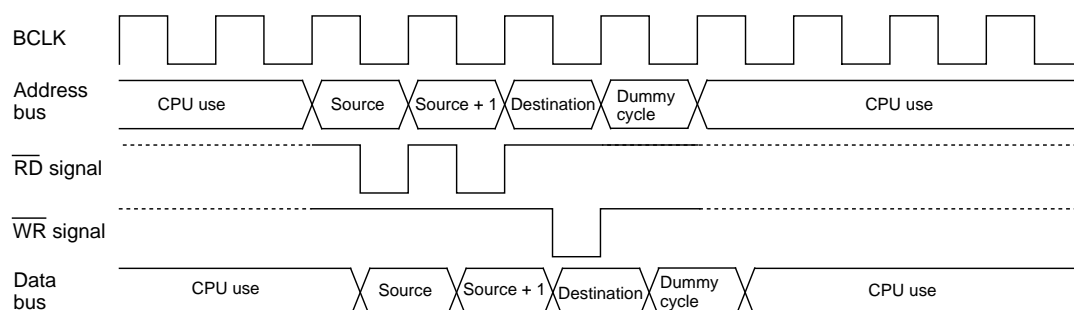 BCLK
Address
bus
CPU use
Source
Source + 1
Destination
Dummy
cycle
CPU use
RD signal
WR signal
Data
bus
CPU use
Source
Source + 1
Destination
Dummy
cycle
CPU use